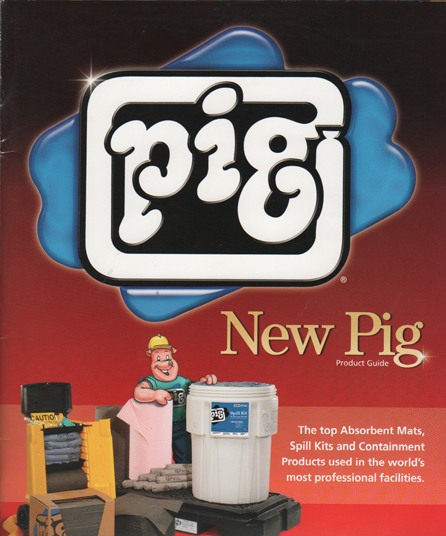 pig
®
New Pig
Product Guide
CAUTION
pig
Spill Kit
The top Absorbent Mats,
Spill Kits and Containment
Products used in the world's
most professional facilities.